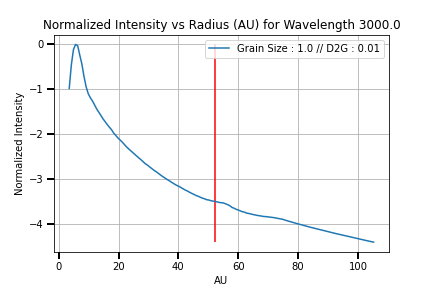 Normalized Intensity vs Radius (AU) for Wavelength 3000.0
Grain Size : 1.0 // D2G : 0.01
Normalized Intensity
0
−1
−2
−3
−4
0 20 40 60 80 100
AU